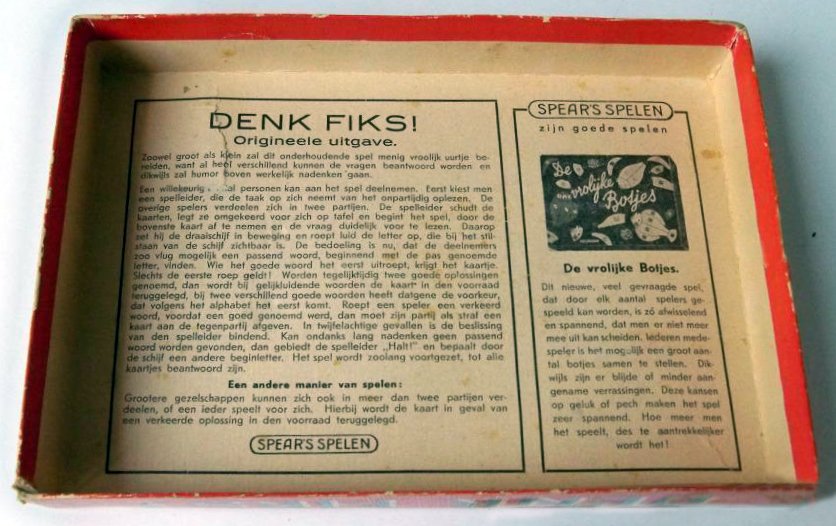 DENK FIKS!
Origineele uitgave.
Zoowel groot als klein zal dit onderhoudende spel menig vroolijk uurtje be-
reiden, want al heel verschillend kunnen de vragen beantwoord worden en
dikwijls zal humor boven werkelijk nadenken gaan.
Een willekeurig tal personen kan aan het spel deelnemen. Eerst kiest men
een spelleider, die de taak op zich neemt van het onpartijdig oplezen. De
overige spelers verdeelen zich in twee partijen. De spelleider schudt de
kaarten, legt ze omgekeerd voor zich op tafel en begint het spel, door de
bovenste kaart af te nemen en de vraag duidelijk voor te lezen. Daarop
zet hij de draaischijf in beweging en roept luid de letter op, die bij het stil-
staan van de schijf zichtbaar is. De bedoeling is nu, dat de deelnemers
zoo vlug mogelijk een passend woord, beginnend met de pas genoemde
letter, vinden. Wie het goede woord het eerst uitroept, krijgt het kaartje.
Slechts de eerste roep geldt! Worden tegelijktijdig twee goede oplossingen
genoemd, dan wordt bij gelijkluidende woorden de kaart in den voorraad
teruggelegd, bij twee verschillend goede woorden heeft datgene de voorkeur,
dat volgens het alphabet het eerst komt. Roept een speler een verkeerd
woord, voordat een goed genoemd werd, dan moet zijn partij als straf een
kaart aan de tegenpartij afgeven. In twijfelachtige gevallen is de beslissing
van den spelleider bindend. Kan ondanks lang nadenken geen passend
woord worden gevonden, dan gebiedt de spelleider „Halt!” en bepaalt door
de schijf een andere beginletter. Het spel wordt zoolang voortgezet, tot alle
kaartjes beantwoord zijn.
Een andere manier van spelen:
Grootere gezelschappen kunnen zich ook in meer dan twee partijen ver-
deelen, of een ieder speelt voor zich. Hierbij wordt de kaart in geval van
een verkeerde oplossing in den voorraad teruggelegd.
SPEAR'S SPELEN
SPEAR'S SPELEN
zijn goede spelen
De
vrolijke
Botjes
De vrolijke Botjes.
Dit nieuwe, veel gevraagde spel,
dat door elk aantal spelers ge-
speeld kan worden, is zó afwisselend
en spannend, dat men er niet meer
mee uit kan scheiden. Iederen mede-
speler is het mogelijk een groot aan-
tal botjes samen te stellen. Dik-
wijls zijn er blijde of minder aan-
gename verrassingen. Deze kansen
op geluk of pech maken het spel
zeer spannend. Hoe meer men
het speelt, des te aantrekkelijker
wordt het!